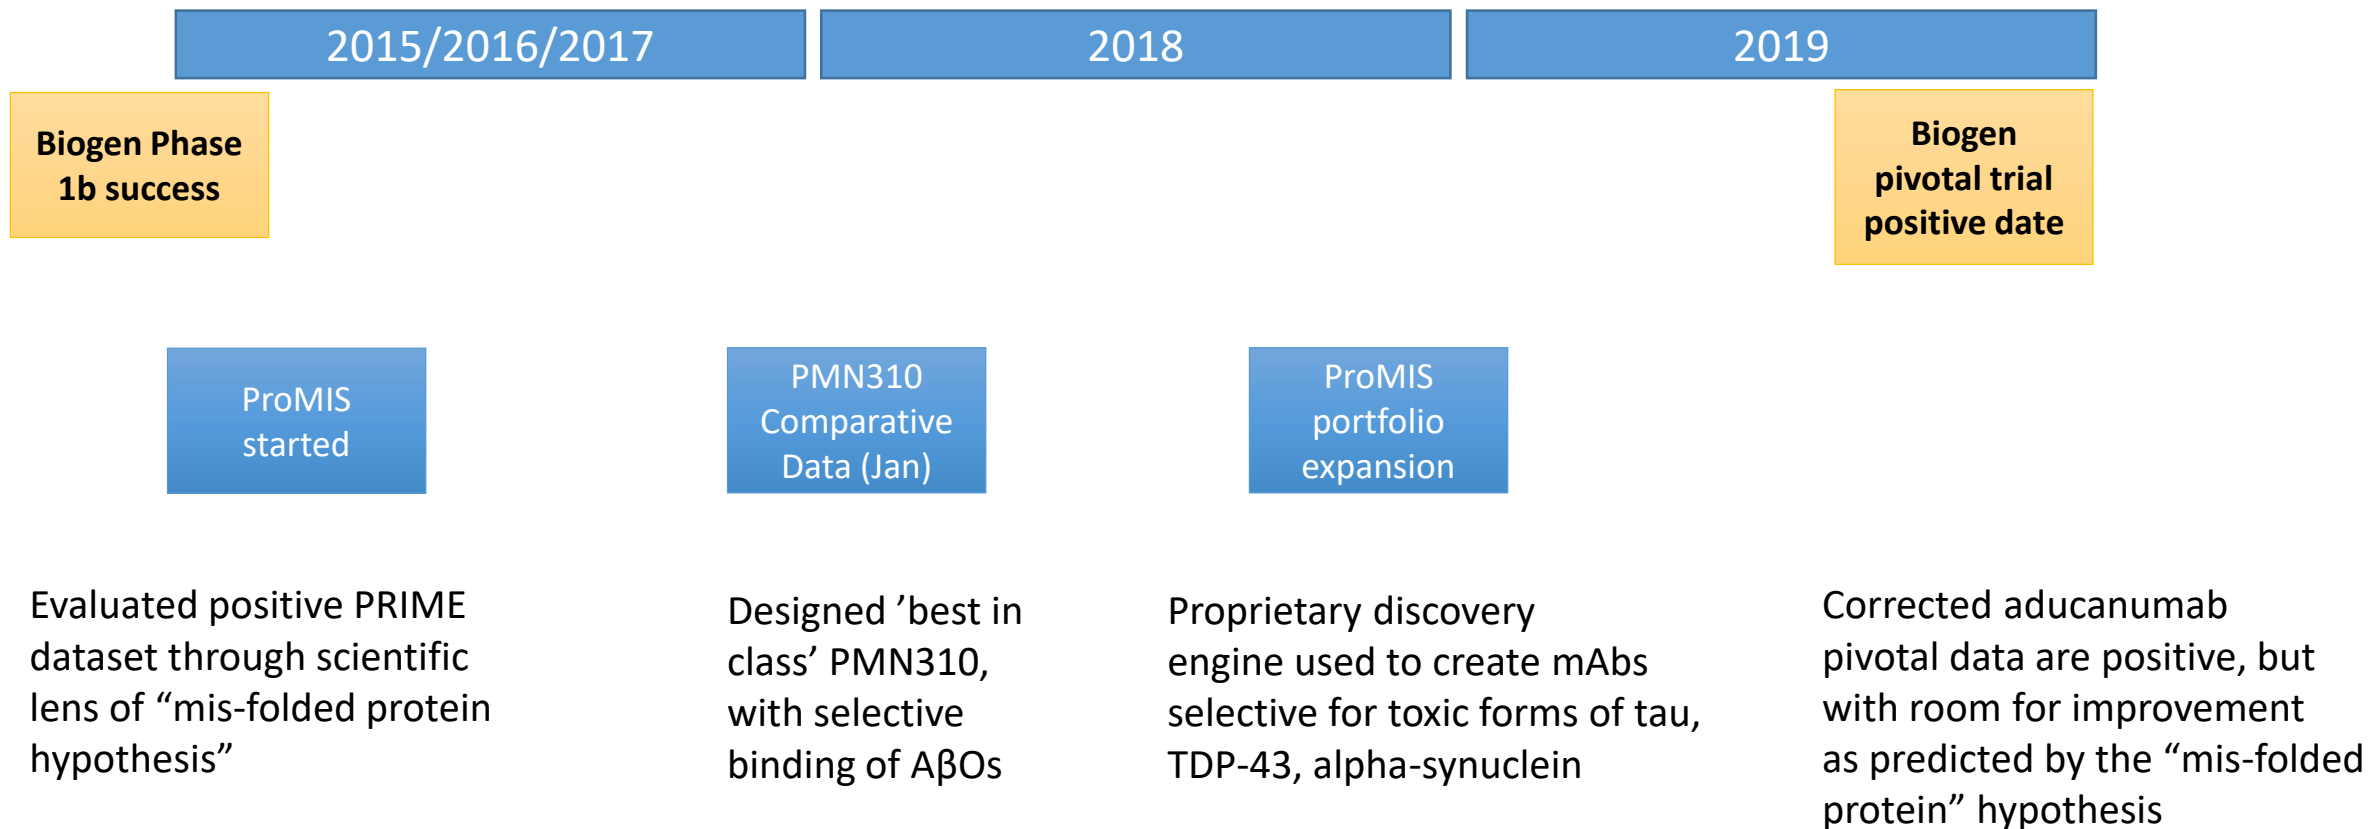 2015/2016/2017
2018
2019
Biogen Phase
1b success
Biogen
pivotal trial
positive date
ProMIS
started
PMN310
Comparative
Data (Jan)
ProMIS
portfolio
expansion
Evaluated positive PRIME
dataset through scientific
lens of “mis-folded protein
hypothesis”
Designed ’best in
class’ PMN310,
with selective
binding of AβOs
Proprietary discovery
engine used to create mAbs
selective for toxic forms of tau,
TDP-43, alpha-synuclein
Corrected aducanumab
pivotal data are positive, but
with room for improvement
as predicted by the “mis-folded
protein” hypothesis